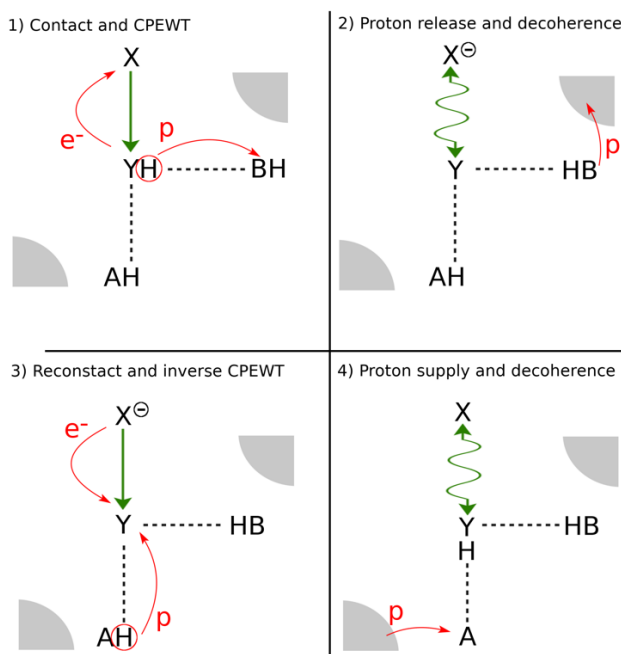 1) Contact and CPEWT
X
e-
p
YH
BH
AH
2) Proton release and decoherence
X⊖
Y
HB
p
AH
3) Reconstact and inverse CPEWT
X⊖
e-
Y
HB
p
AH
4) Proton supply and decoherence
X
Y
HB
H
p
A